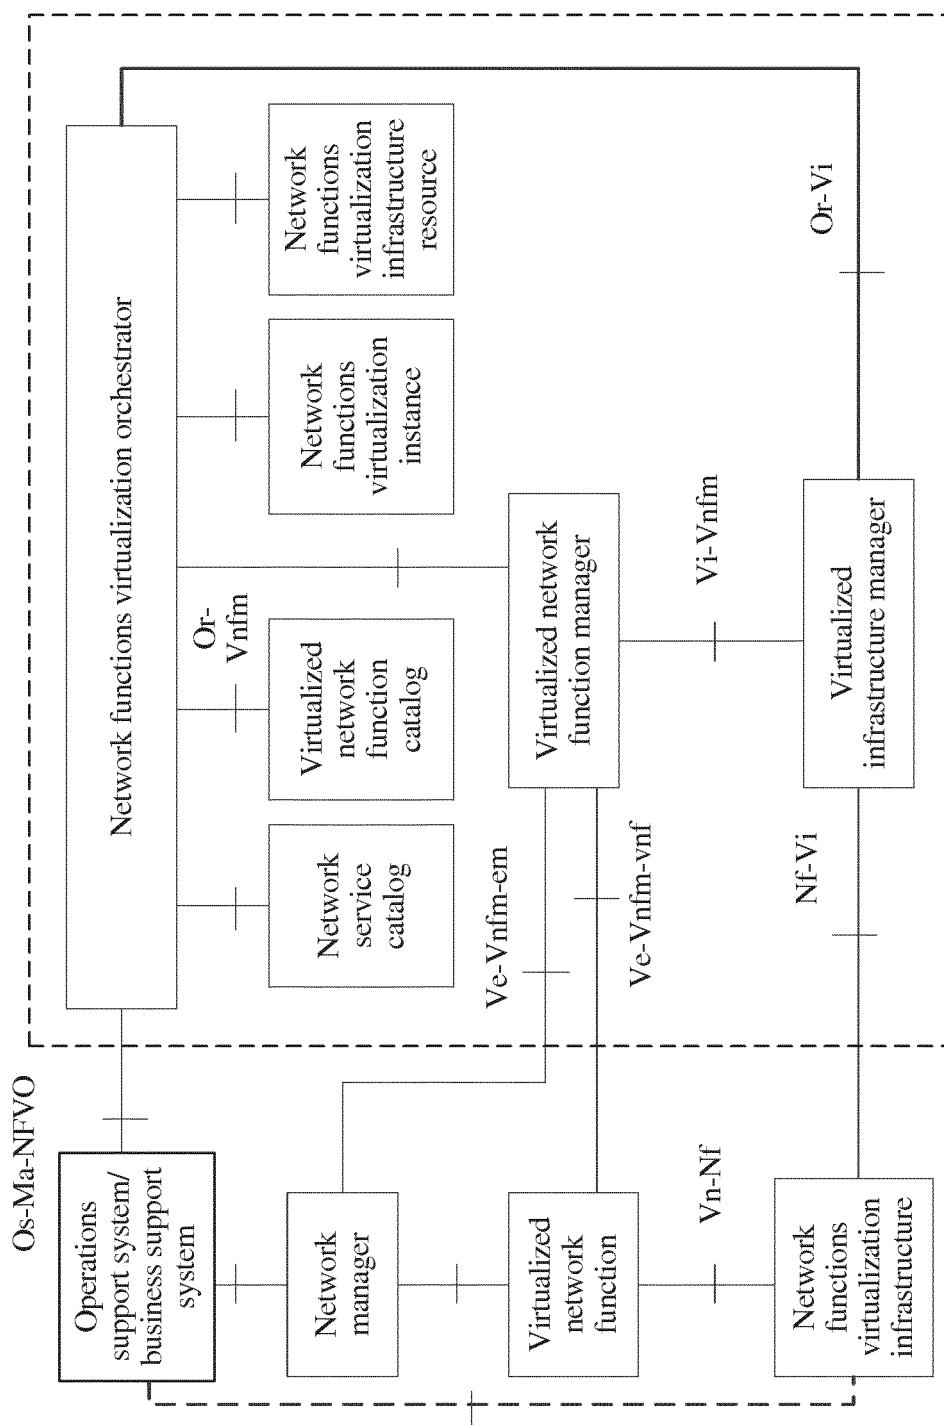 Os-Ma-NFVO
Operations
support system/
business support
system
Network functions virtualization orchestrator
Network
service
catalog
Virtualized
network
function
catalog
Or-
Vnfm
Network
functions
virtualization
instance
Network
functions
virtualization
infrastructure
resource
Network
manager
Ve-Vnfm-em
Virtualized network
function manager
Ve-Vnfm-vnf
Virtualized
network
function
Vn-Nf
Vi-Vnfm
Or-Vi
Nf-Vi
Network
functions
virtualization
infrastructure
Virtualized
infrastructure manager